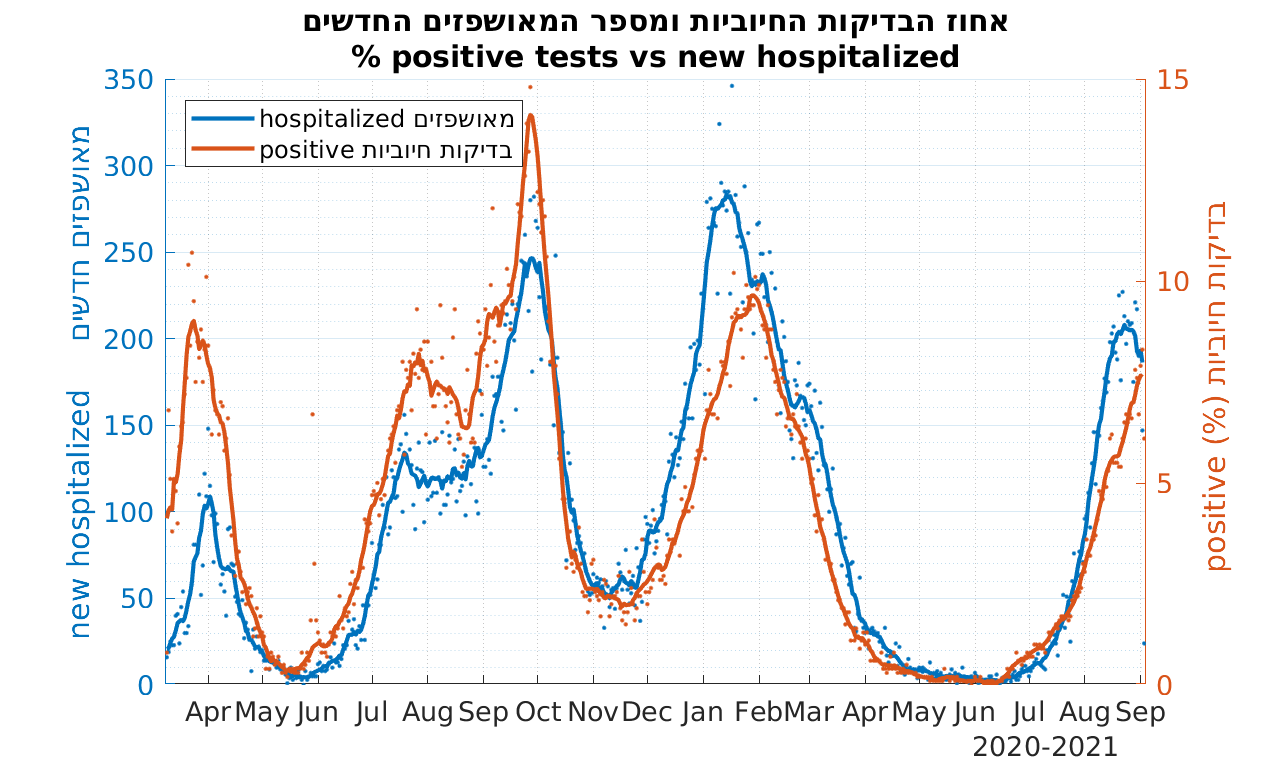 אחוז הבדיקות החיוביות ומספר המאושפזים החדשים
% positive tests vs new hospitalized
350
300
250
200
150
100
50
0
new hospitalized מאושפזים חדשים
hospitalized מאושפזים
positive בדיקות חיוביות
15
10
5
0
positive (%) בדיקות חיוביות
Apr May Jun Jul Aug Sep Oct Nov Dec Jan Feb Mar Apr May Jun Jul Aug Sep
2020-2021